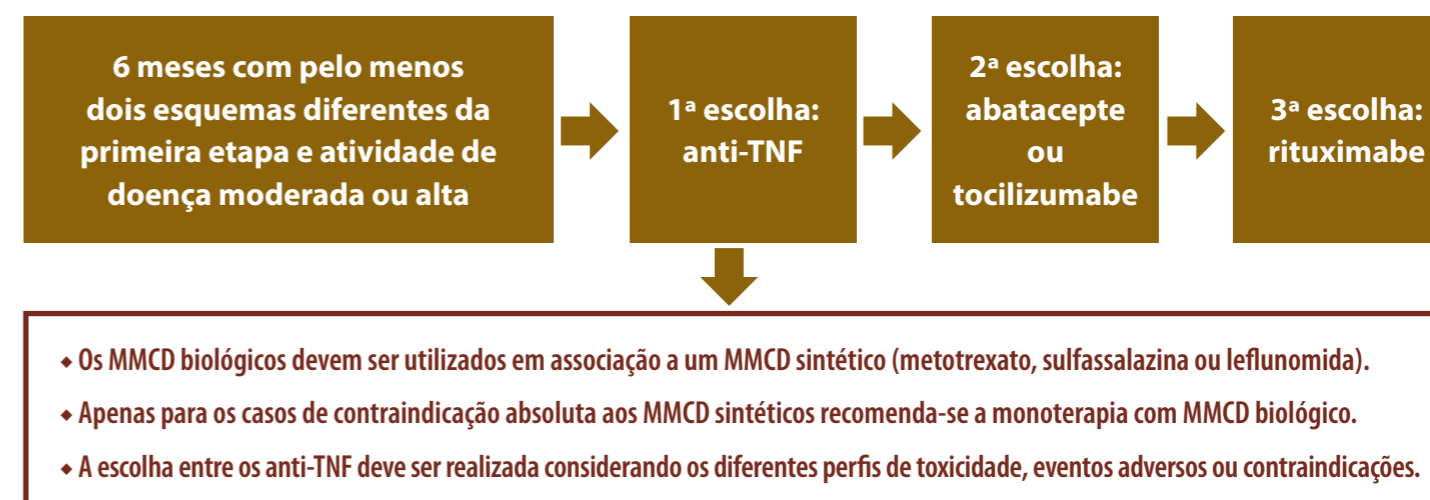 6 meses com pelo menos
dois esquemas diferentes da
primeira etapa e atividade de
doença moderada ou alta
1ª escolha:
anti-TNF
2ª escolha:
abatacepte
ou
tocilizumabe
3ª escolha:
rituximabe
◆ Os MMCD biológicos devem ser utilizados em associação a um MMCD sintético (metotrexato, sulfassalazina ou leflunomida).
◆ Apenas para os casos de contraindicação absoluta aos MMCD sintéticos recomenda-se a monoterapia com MMCD biológico.
◆ A escolha entre os anti-TNF deve ser realizada considerando os diferentes perfis de toxicidade, eventos adversos ou contraindicações.